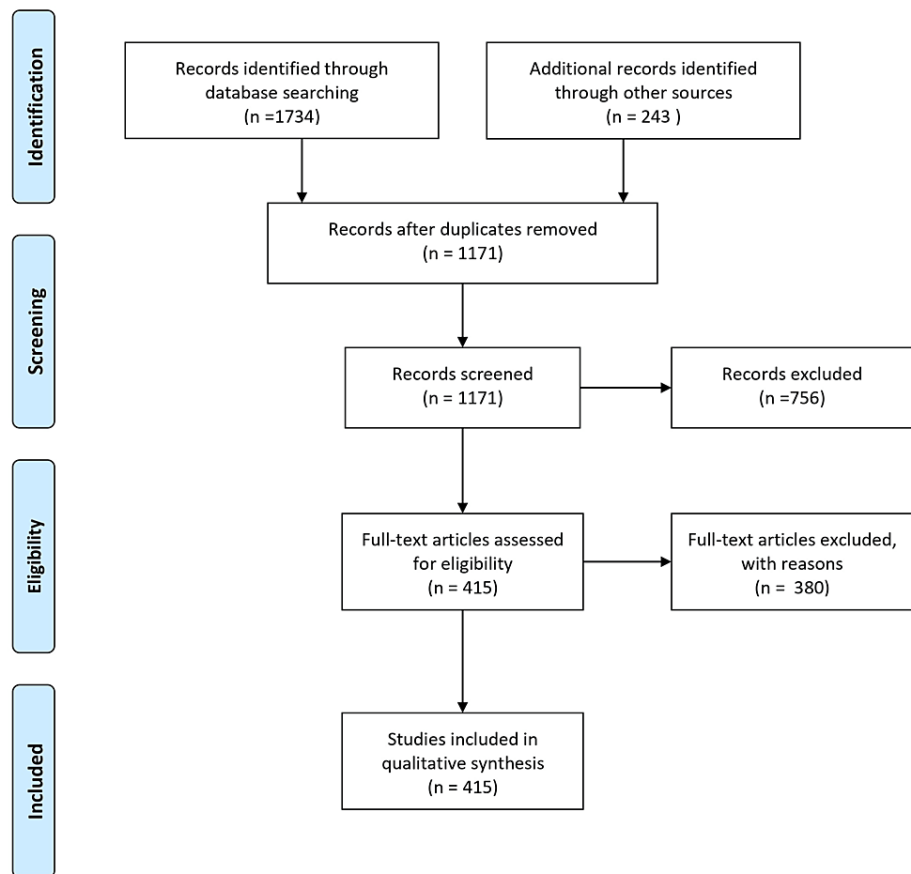 Identification
Records identified through
database searching
(n =1734)
Additional records identified
through other sources
(n = 243 )
Records after duplicates removed
(n = 1171)
Screening
Records screened
(n = 1171)
Records excluded
(n =756)
Eligibility
Full-text articles assessed
for eligibility
(n = 415)
Full-text articles excluded,
with reasons
(n =  380)
Included
Studies included in
qualitative synthesis
(n = 415)